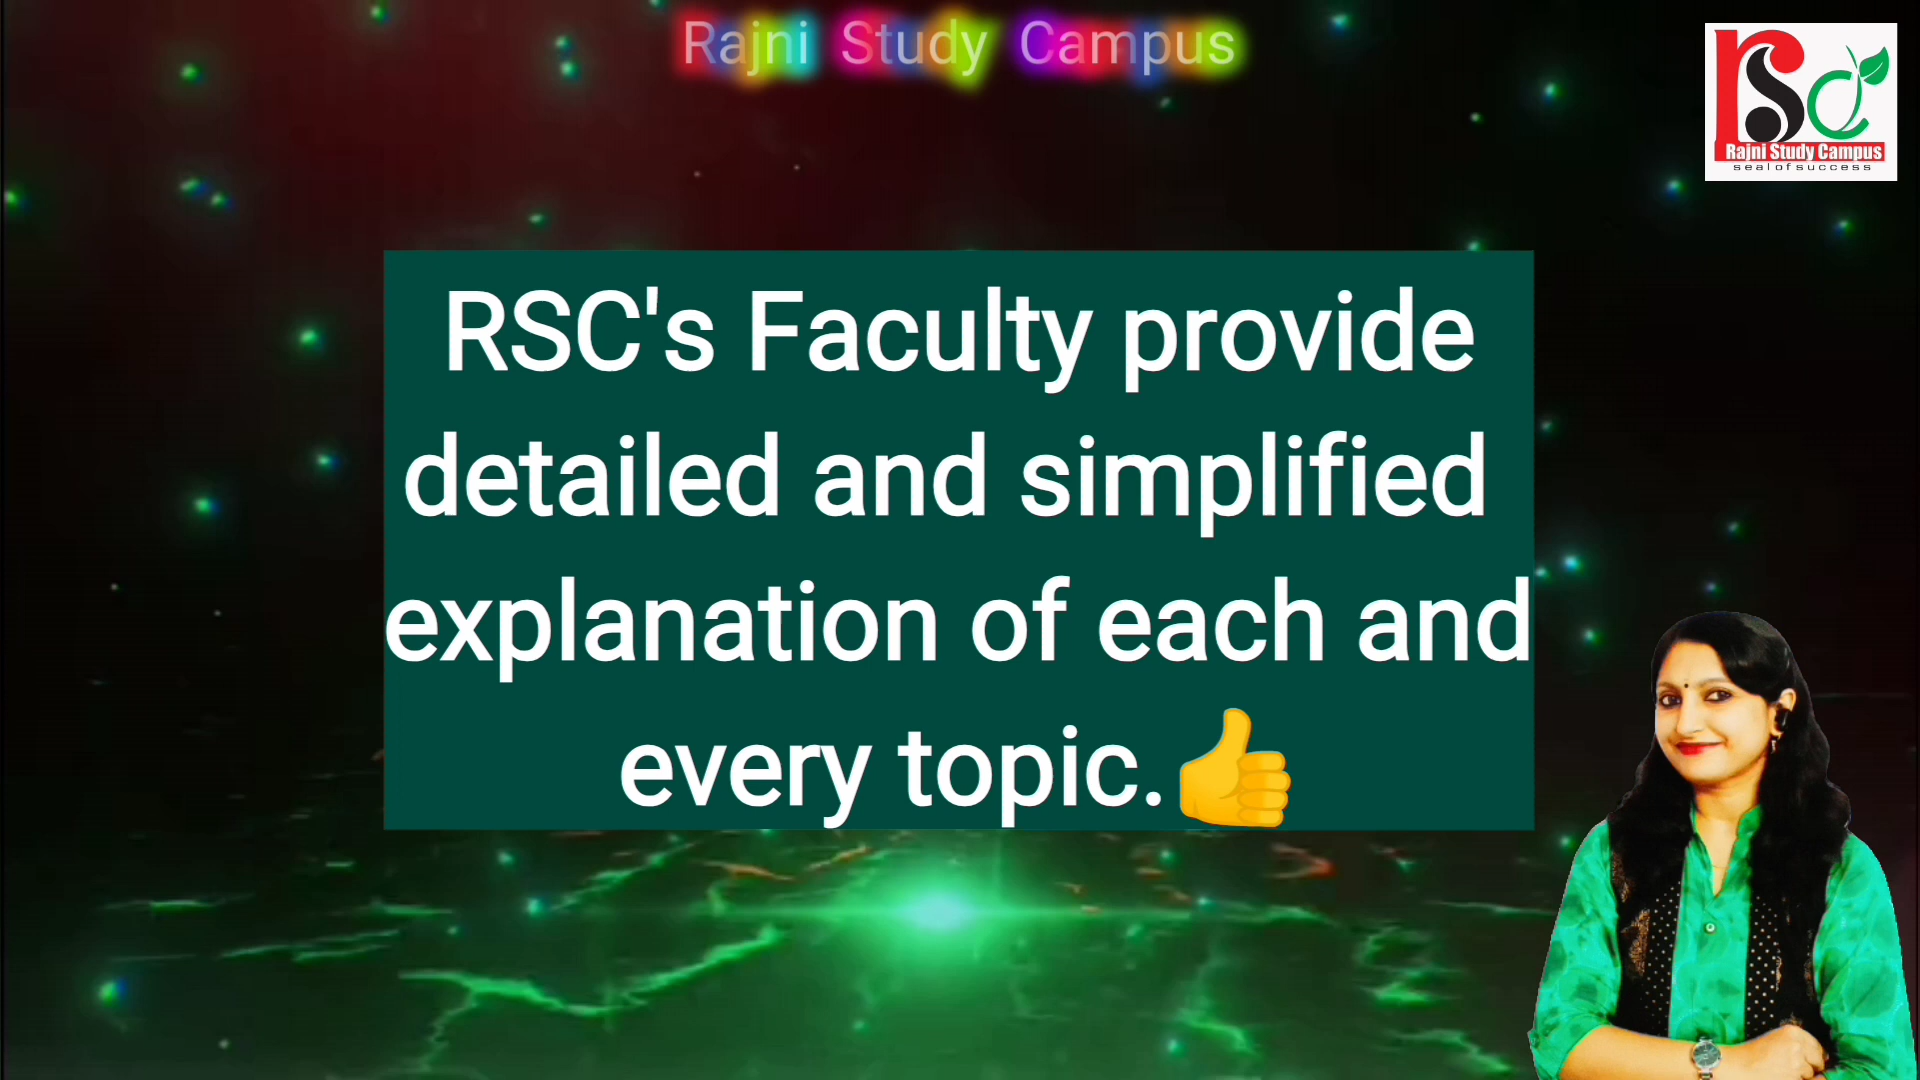 Rajni Study Campus
rsc
Rajni Study Campus
seal of success
RSC's Faculty provide
detailed and simplified
explanation of each and
every topic.👍